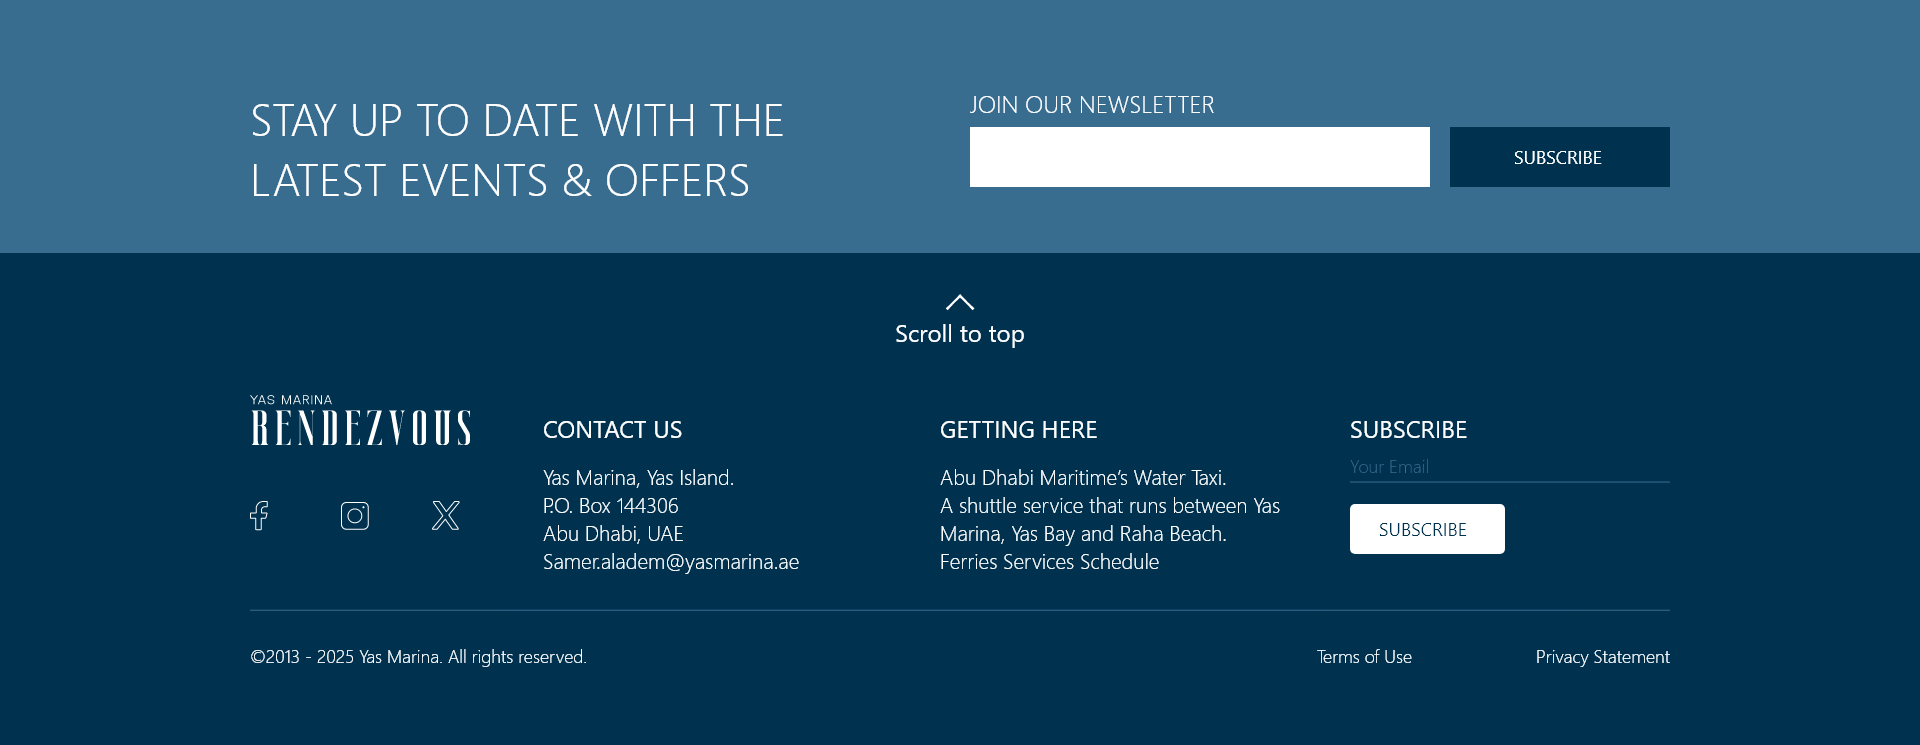 STAY UP TO DATE WITH THE
LATEST EVENTS & OFFERS
JOIN OUR NEWSLETTER
SUBSCRIBE
Scroll to top
YAS MARINA
RENDEZVOUS
CONTACT US
Yas Marina, Yas Island.
P.O. Box 144306
Abu Dhabi, UAE
Samer.aladem@yasmarina.ae
GETTING HERE
Abu Dhabi Maritime's Water Taxi.
A shuttle service that runs between Yas
Marina, Yas Bay and Raha Beach.
Ferries Services Schedule
SUBSCRIBE
Your Email
SUBSCRIBE
©2013 - 2025 Yas Marina. All rights reserved.
Terms of Use
Privacy Statement